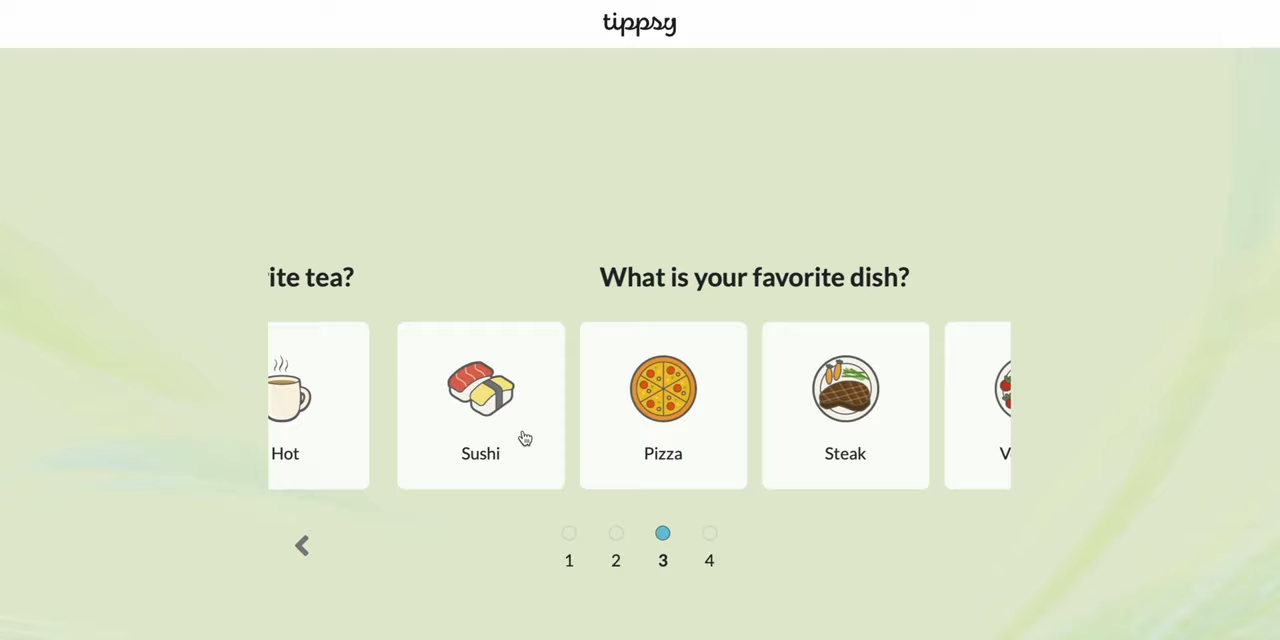 tippsy
ite tea?
What is your favorite dish?
Hot
Sushi
Pizza
Steak
V
1
2
3
4